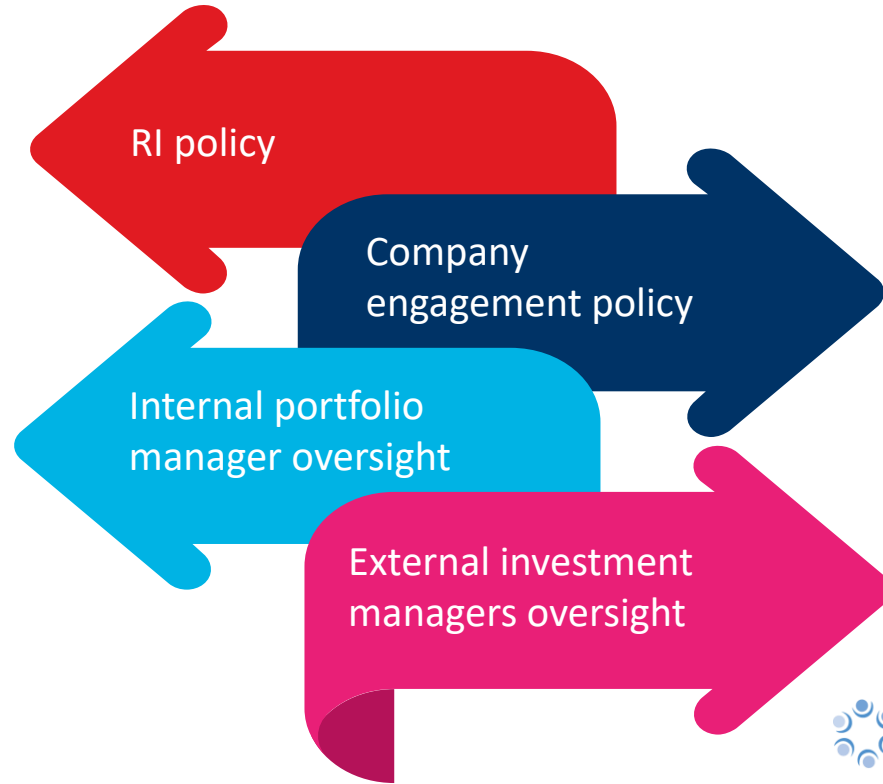 RI policy
Company
engagement policy
Internal portfolio
manager oversight
External investment
managers oversight